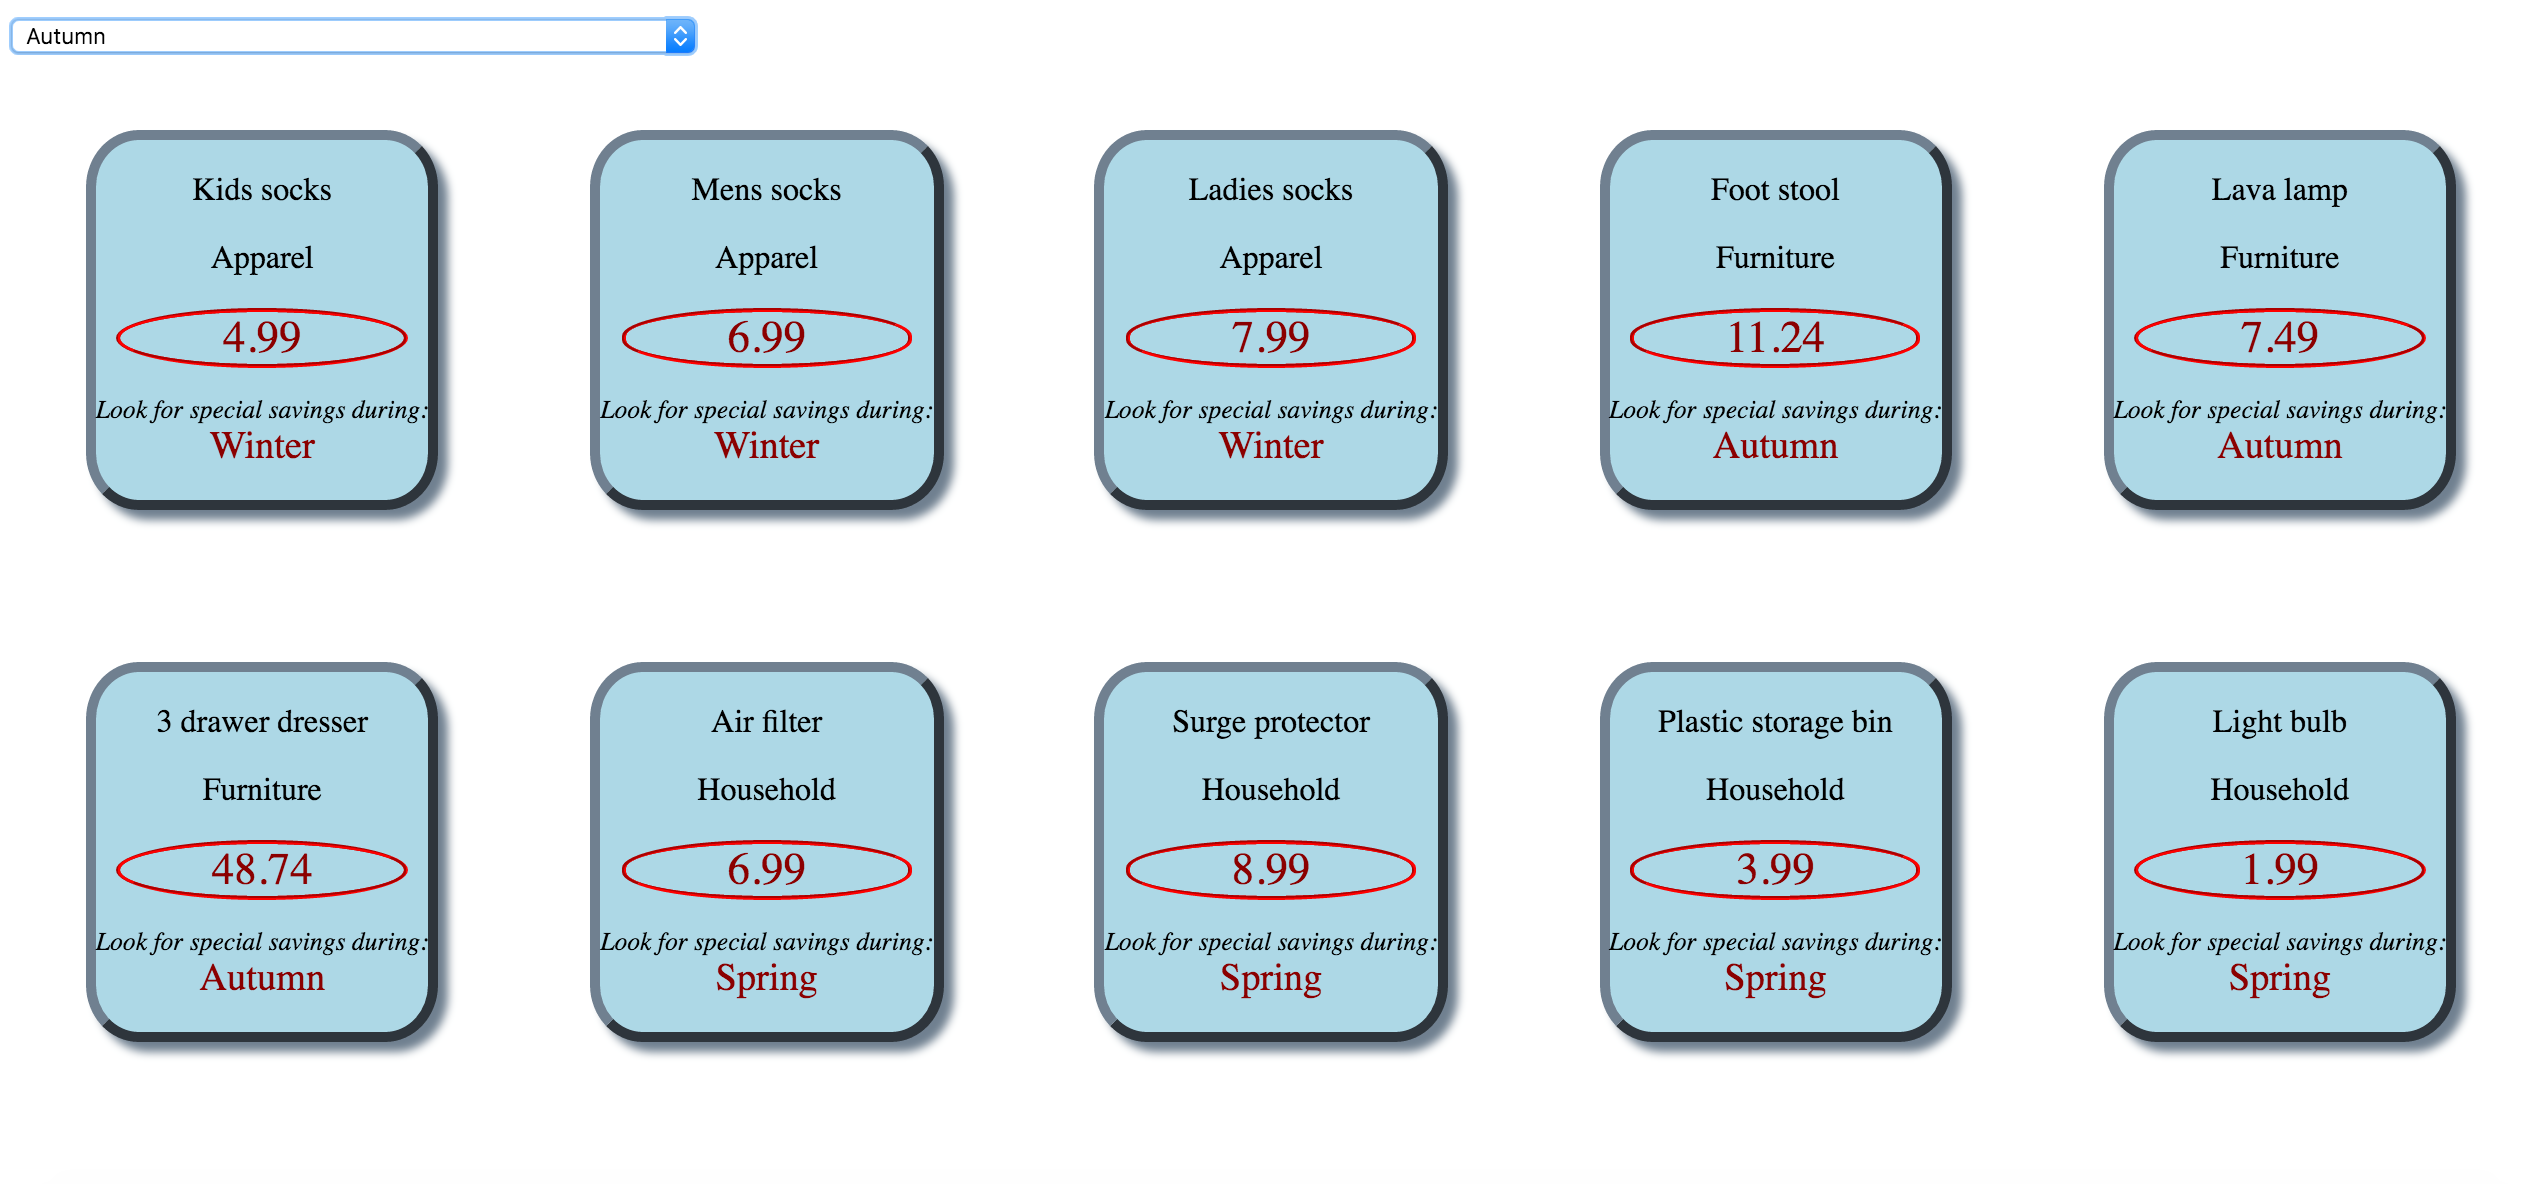 Autumn
Kids socks
Apparel
4.99
Look for special savings during:
Winter
Mens socks
Apparel
6.99
Look for special savings during:
Winter
Ladies socks
Apparel
7.99
Look for special savings during:
Winter
Foot stool
Furniture
11.24
Look for special savings during:
Autumn
Lava lamp
Furniture
7.49
Look for special savings during:
Autumn
3 drawer dresser
Furniture
48.74
Look for special savings during:
Autumn
Air filter
Household
6.99
Look for special savings during:
Spring
Surge protector
Household
8.99
Look for special savings during:
Spring
Plastic storage bin
Household
3.99
Look for special savings during:
Spring
Light bulb
Household
1.99
Look for special savings during:
Spring